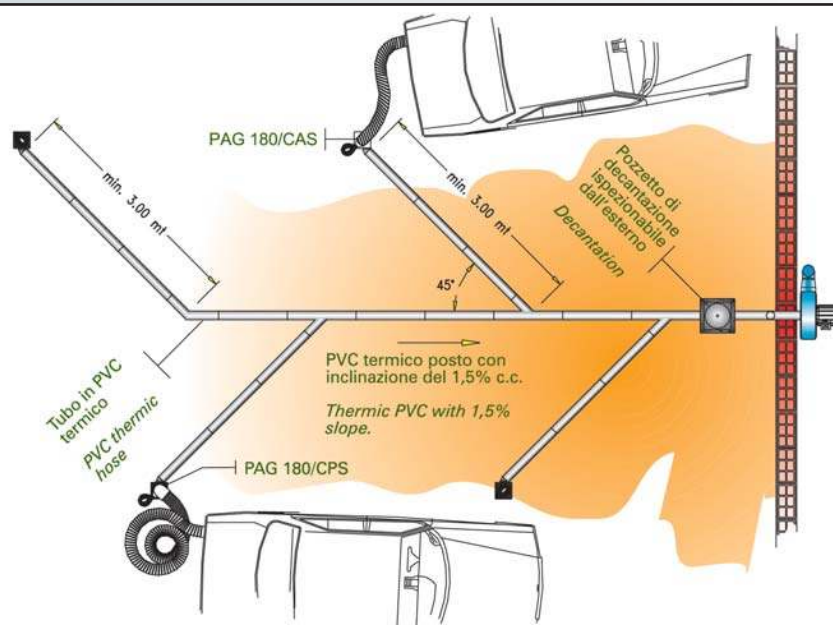 PAG 180/CAS
min. 3.00 mt
min. 3.00 mt
Pozzetto di
decantazione
ispezionabile
dall'esterno
Decantation
45°
PVC termico posto con
inclinazione del 1,5% c.c.
Thermic PVC with 1,5%
slope.
Tubo in PVC
termico
PVC thermic
hose
PAG 180/CPS